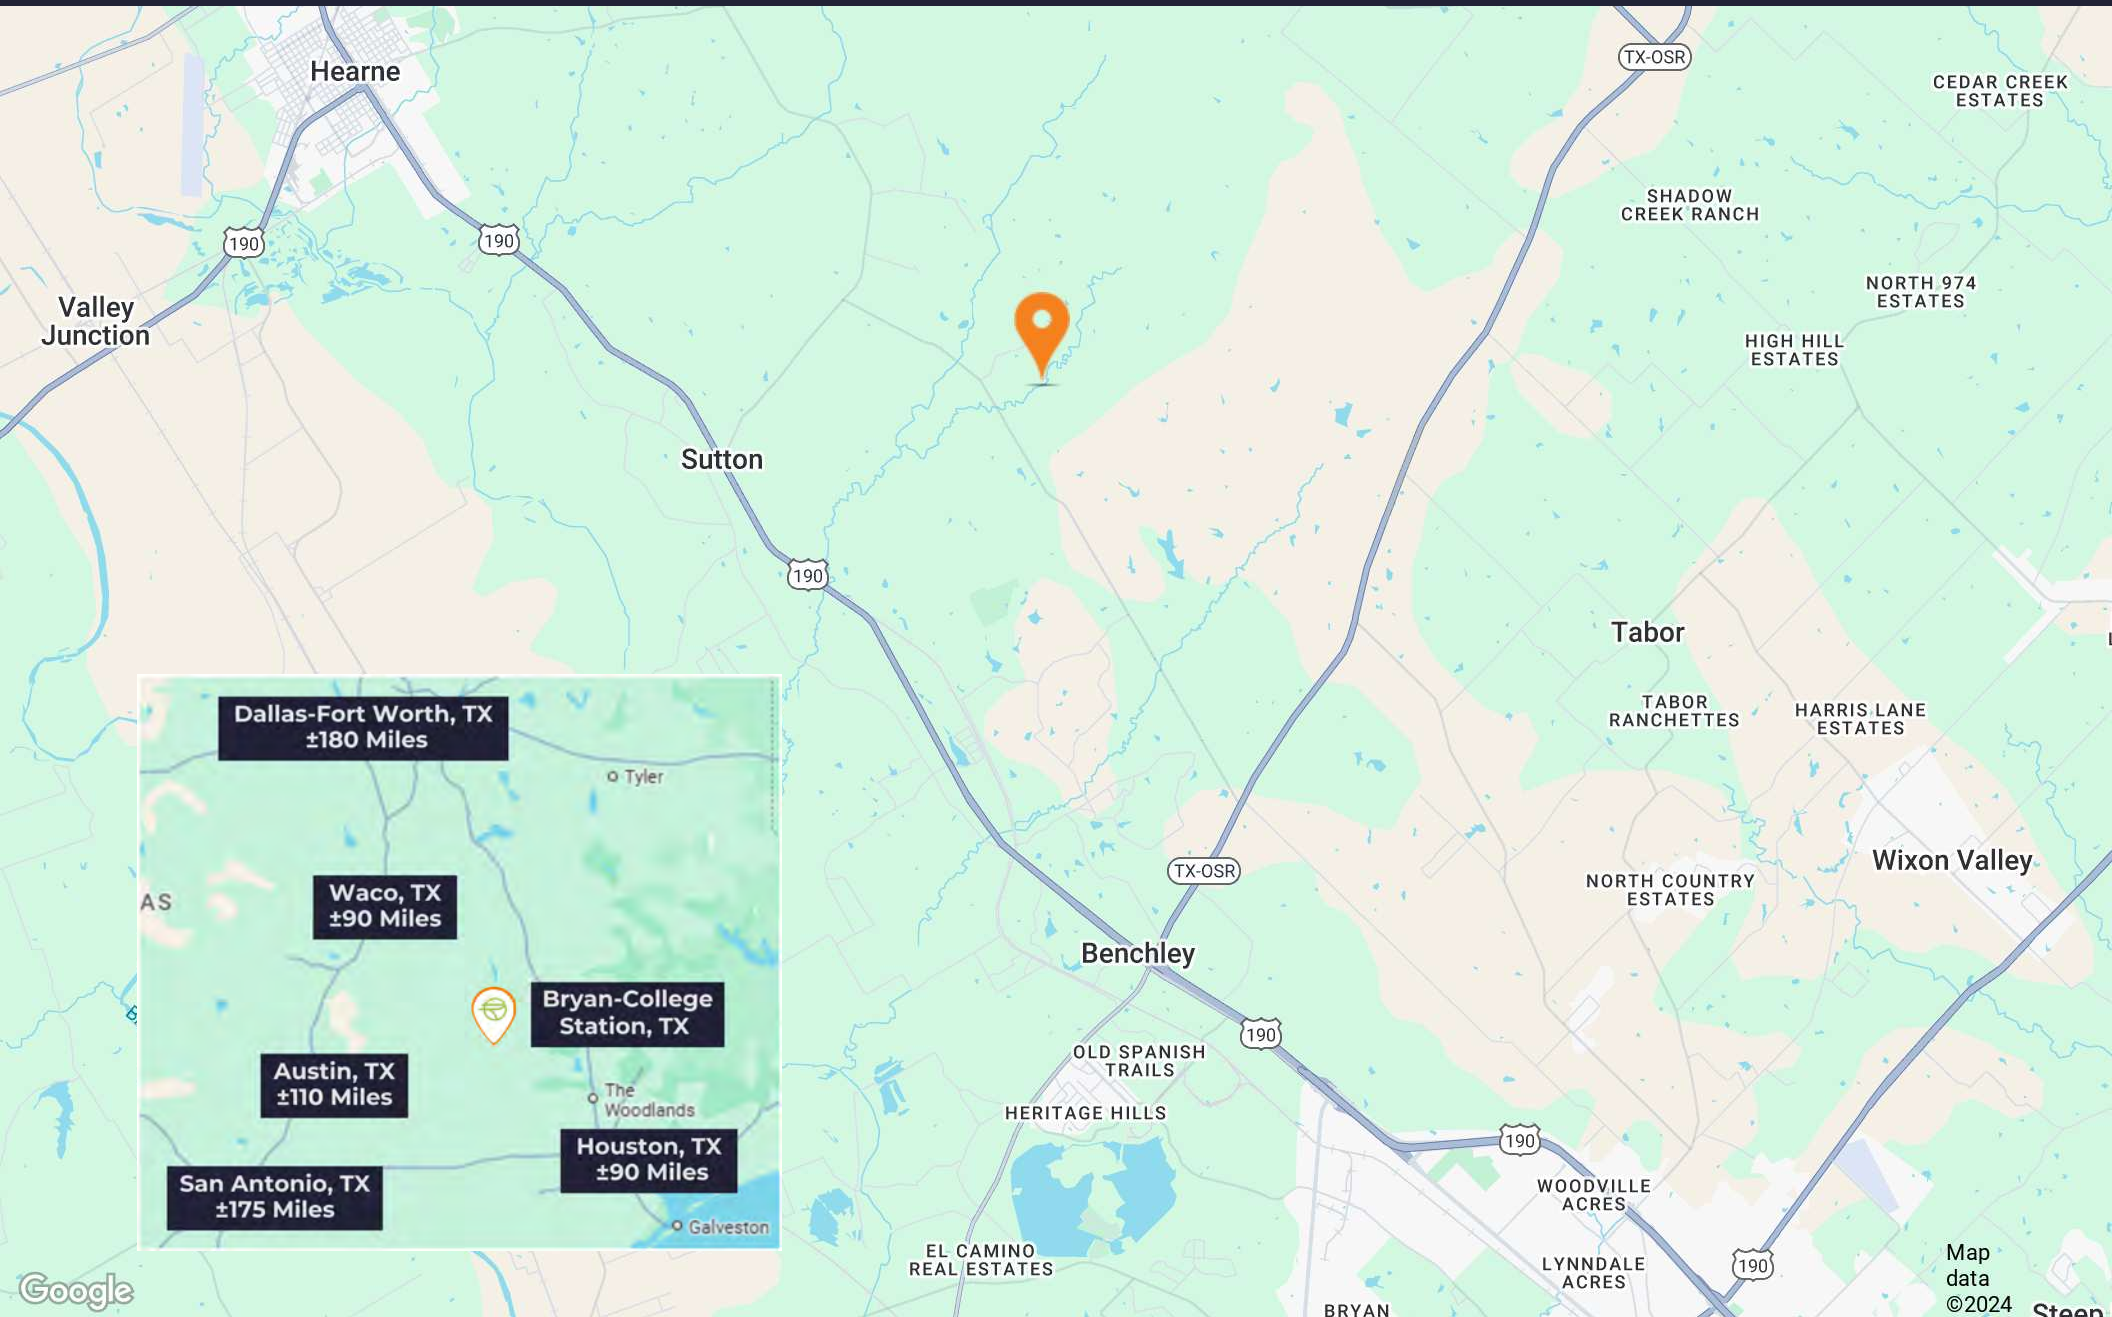 TX-OSR
Hearne
CEDAR CREEK
ESTATES
SHADOW
CREEK RANCH
190
190
NORTH 974
ESTATES
Valley
Junction
HIGH HILL
ESTATES
Sutton
190
Tabor
TABOR
RANCHETTES
HARRIS LANE
ESTATES
Dallas-Fort Worth, TX
±180 Miles
Tyler
Waco, TX
±90 Miles
AS
Bryan-College
Station, TX
Austin, TX
±110 Miles
The
Woodlands
Houston, TX
±90 Miles
San Antonio, TX
±175 Miles
Galveston
TX-OSR
Wixon Valley
NORTH COUNTRY
ESTATES
Benchley
190
OLD SPANISH
TRAILS
HERITAGE HILLS
190
WOODVILLE
ACRES
EL CAMINO
REAL ESTATES
LYNNDALE
ACRES
190
Map
data
©2024
Google
BRYAN
Steep